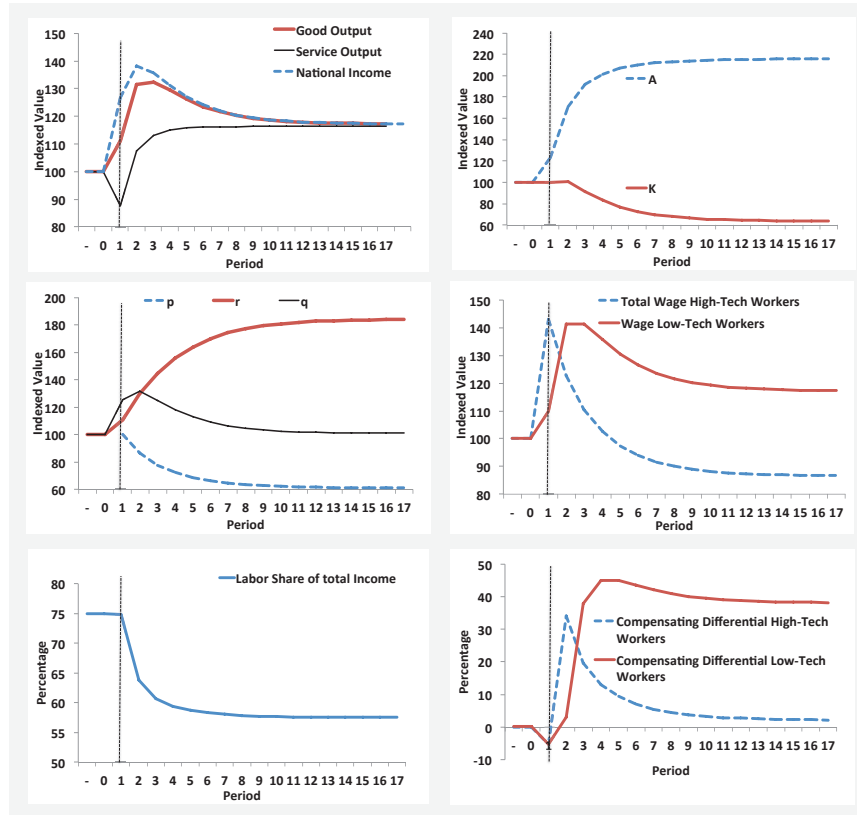 Good Output
Service Output
National Income
Indexed Value
150
140
130
120
110
100
90
80
- 0 1 2 3 4 5 6 7 8 9 10 11 12 13 14 15 16 17
Period
A
K
Indexed Value
240
220
200
180
160
140
120
100
80
60
- 0 1 2 3 4 5 6 7 8 9 10 11 12 13 14 15 16 17
Period
p r q
Indexed Value
200
180
160
140
120
100
80
60
- 0 1 2 3 4 5 6 7 8 9 10 11 12 13 14 15 16 17
Period
Total Wage High-Tech Workers
Wage Low-Tech Workers
Indexed Value
150
140
130
120
110
100
90
80
- 0 1 2 3 4 5 6 7 8 9 10 11 12 13 14 15 16 17
Period
Labor Share of total Income
Percentage
80
75
70
65
60
55
50
- 0 1 2 3 4 5 6 7 8 9 10 11 12 13 14 15 16 17
Period
Compensating Differential High-Tech
Workers
Compensating Differential Low-Tech
Workers
Percentage
50
40
30
20
10
0
-10
- 0 1 2 3 4 5 6 7 8 9 10 11 12 13 14 15 16 17
Period